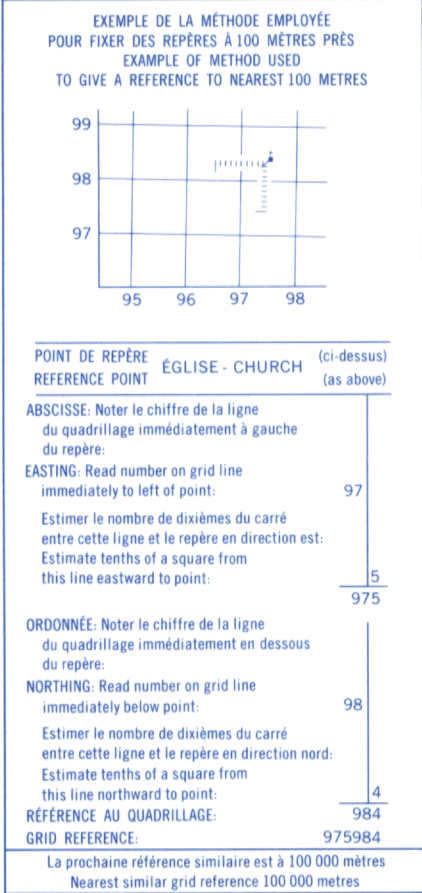 EXEMPLE DE LA MÉTHODE EMPLOYÉE
POUR FIXER DES REPÈRES À 100 MÈTRES PRÈS
EXAMPLE OF METHOD USED
TO GIVE A REFERENCE TO NEAREST 100 METRES
99
98
97
95 96 97 98
POINT DE REPÈRE
REFERENCE POINT
ÉGLISE - CHURCH
(ci-dessus)
(as above)
ABSCISSE: Noter le chiffre de la ligne
du quadrillage immédiatement à gauche
du repère:
EASTING: Read number on grid line
immediately to left of point: 97
Estimer le nombre de dixièmes du carré
entre cette ligne et le repère en direction est:
Estimate tenths of a square from
this line eastward to point: 5
975
ORDONNÉE: Noter le chiffre de la ligne
du quadrillage immédiatement en dessous
du repère:
NORTHING: Read number on grid line
immediately below point: 98
Estimer le nombre de dixièmes du carré
entre cette ligne et le repère en direction nord:
Estimate tenths of a square from
this line northward to point: 4
RÉFÉRENCE AU QUADRILLAGE: 984
GRID REFERENCE: 975984
La prochaine référence similaire est à 100 000 mètres
Nearest similar grid reference 100 000 metres